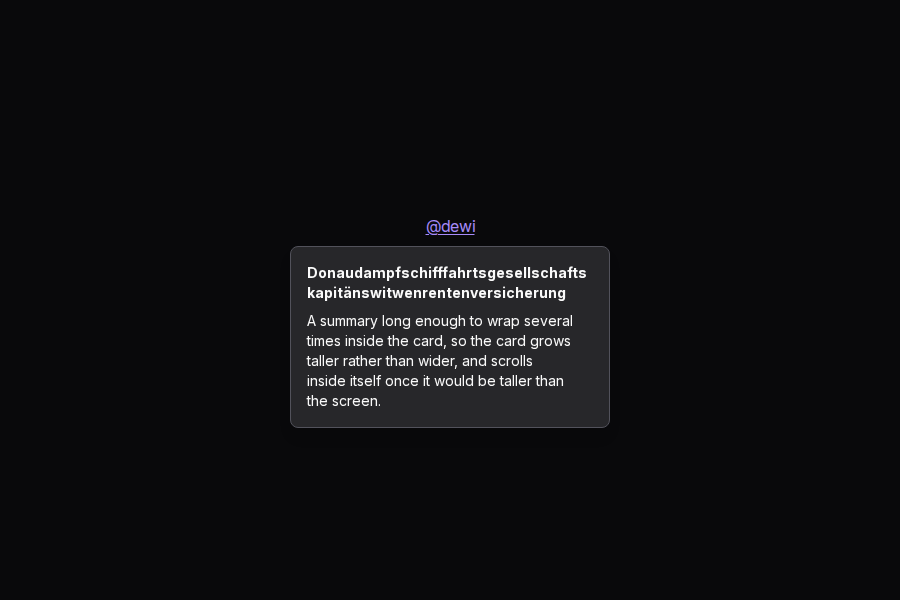 @dewi
Donaudampfschifffahrtsgesellschafts
kapitänswitwenrentenversicherung
A summary long enough to wrap several
times inside the card, so the card grows
taller rather than wider, and scrolls
inside itself once it would be taller than
the screen.